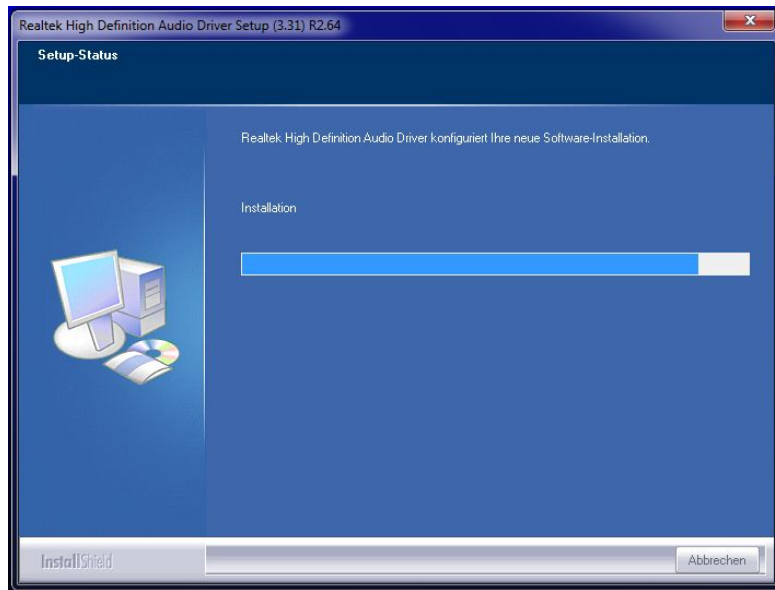 Realtek High Definition Audio Driver Setup (3.31) R2.64
Setup-Status
Realtek High Definition Audio Driver konfiguriert Ihre neue Software-Installation.
Installation
InstallShield
Abbrechen